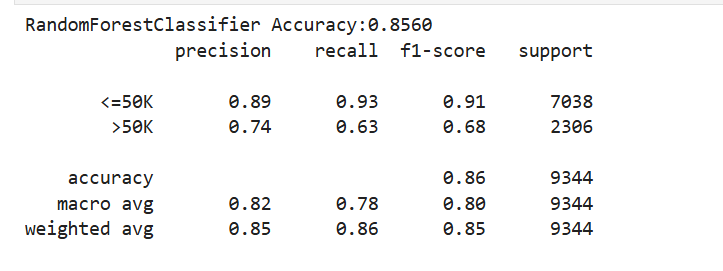 RandomForestClassifier Accuracy:0.8560
precision recall f1-score support
<=50K 0.89 0.93 0.91 7038
>50K 0.74 0.63 0.68 2306
accuracy 0.86 9344
macro avg 0.82 0.78 0.80 9344
weighted avg 0.85 0.86 0.85 9344